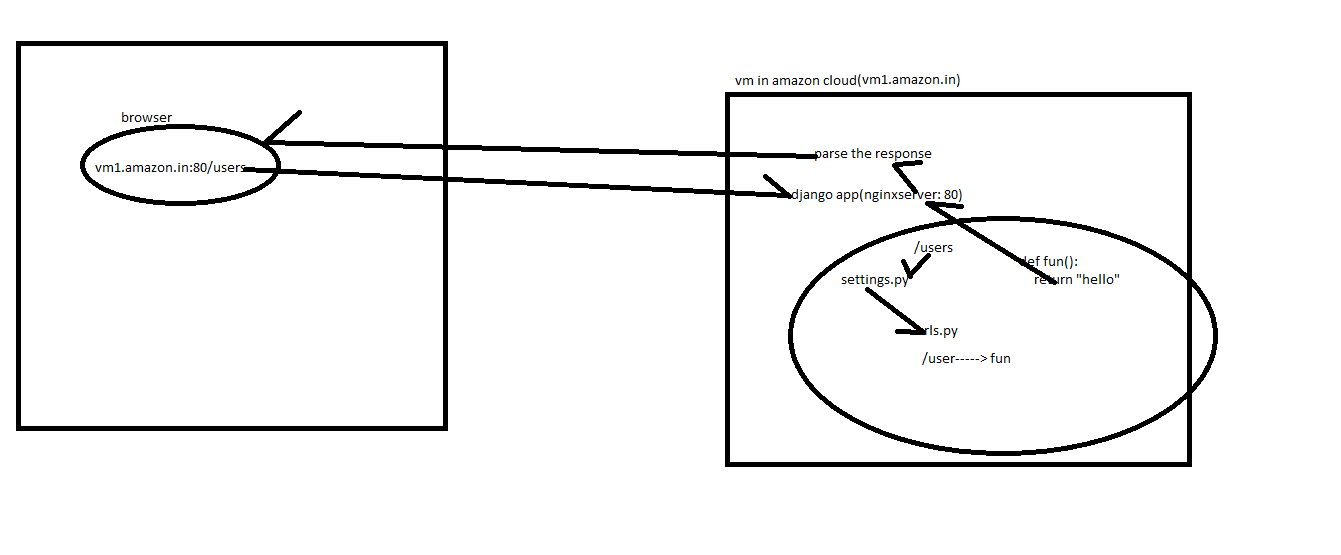 vm in amazon cloud(vm1.amazon.in)
browser
vm1.amazon.in:80/users
parse the response
django app(nginxserver: 80)
/users
def fun():
return "hello"
settings.py
urls.py
/user-----> fun